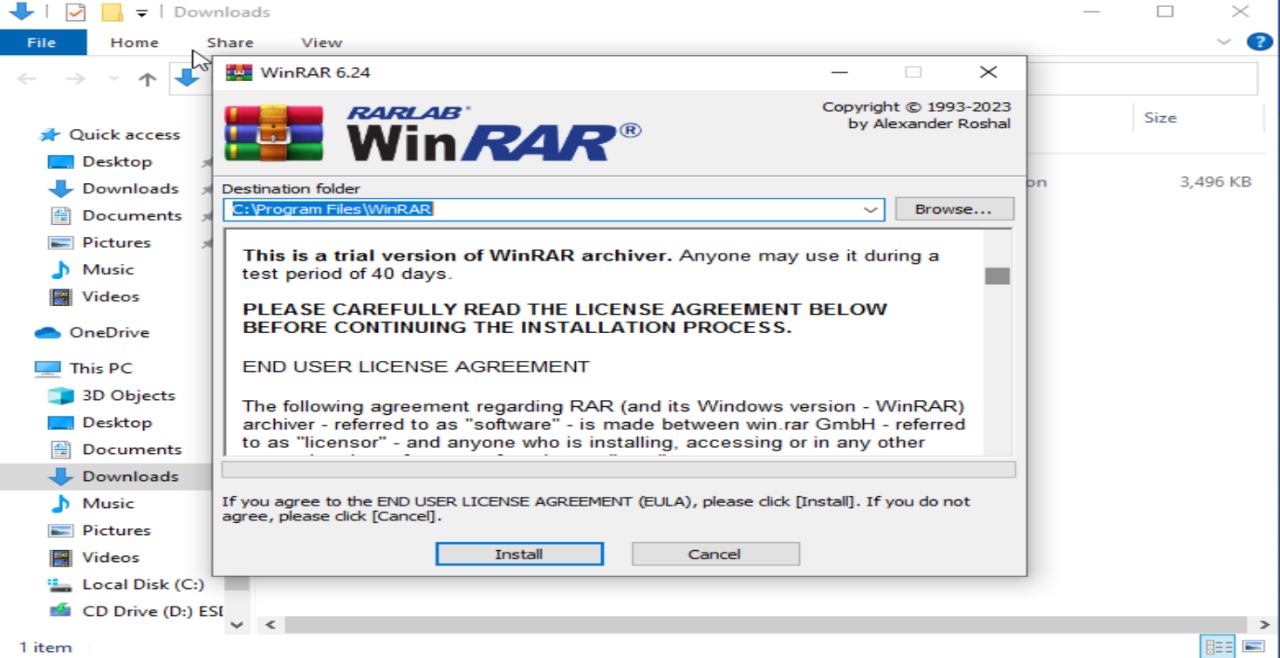 Downloads
File Home Share View
WinRAR 6.24
RARLAB®
WinRAR®
Copyright © 1993-2023
by Alexander Roshal
Size
3,496 KB
Quick access
Desktop
Downloads
Documents
Pictures
Music
Videos
OneDrive
This PC
3D Objects
Desktop
Documents
Downloads
Music
Pictures
Videos
Local Disk (C:)
CD Drive (D:) ESD
Destination folder
C:\Program Files\WinRAR
Browse...
This is a trial version of WinRAR archiver. Anyone may use it during a
test period of 40 days.
PLEASE CAREFULLY READ THE LICENSE AGREEMENT BELOW
BEFORE CONTINUING THE INSTALLATION PROCESS.
END USER LICENSE AGREEMENT
The following agreement regarding RAR (and its Windows version - WinRAR)
archiver - referred to as "software" - is made between win.rar GmbH - referred
to as "licensor" - and anyone who is installing, accessing or in any other
If you agree to the END USER LICENSE AGREEMENT (EULA), please click [Install]. If you do not
agree, please click [Cancel].
Install
Cancel
1 item